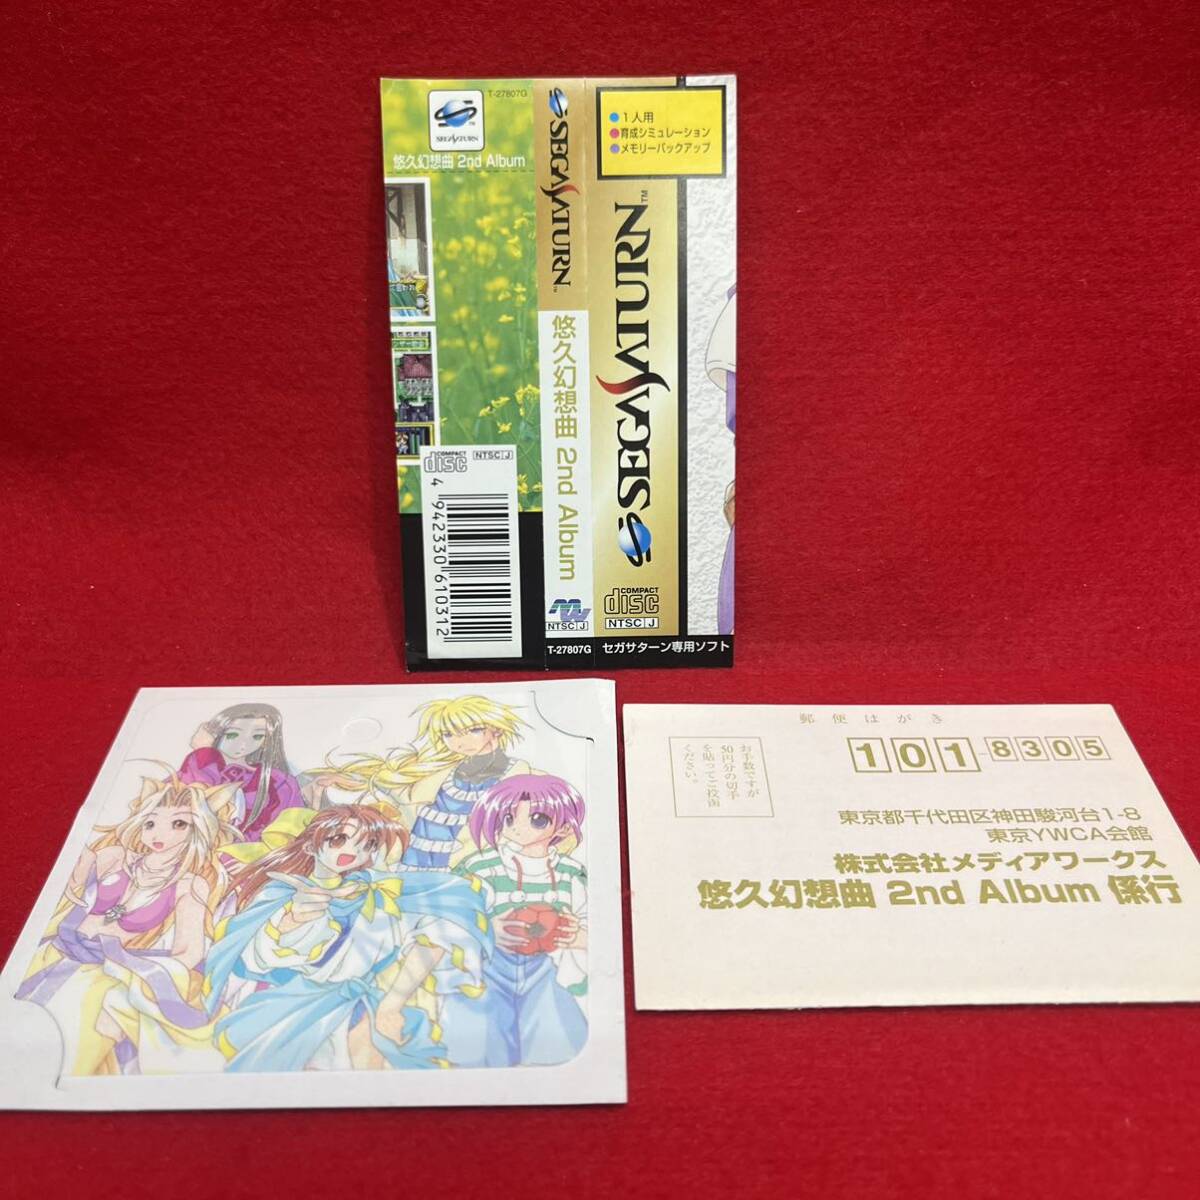 T-27807G
SEGA SATURN
TM
悠久幻想曲 2nd Album
COMPACT
disc
NTSC J
4 942330 610312
SEGA SATURN
TM
悠久幻想曲 2nd Album
MW
NTSC J
T-27807G
●1人用
●育成シミュレーション
●メモリーバックアップ
SEGA SATURN
TM
COMPACT
disc
NTSC J
セガサターン専用ソフト
郵便はがき
お手数ですが
50円分の切手
を貼ってご投函
ください。
101-8305
東京都千代田区神田駿河台1-8
東京YWCA会館
株式会社メディアワークス
悠久幻想曲 2nd Album 係行